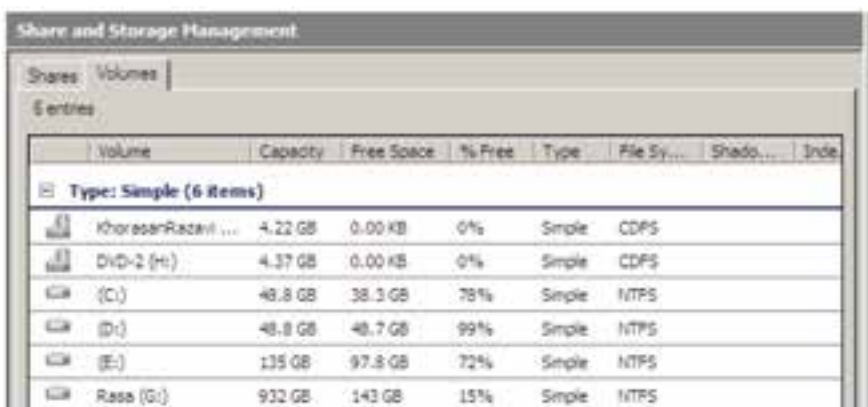 Share and Storage Management
Shares Volumes
6 entries
Volume Capacity Free Space % Free Type File Sy... Shado... Inde
Type: Simple (6 items)
KhorasanRazavi ... 4.22 GB 0.00 KB 0% Simple CDFS
DVD-2 (H:) 4.37 GB 0.00 KB 0% Simple CDFS
(C:) 48.8 GB 38.3 GB 78% Simple NTFS
(D:) 48.8 GB 48.7 GB 99% Simple NTFS
(E:) 135 GB 97.8 GB 72% Simple NTFS
Rasa (G:) 932 GB 143 GB 15% Simple NTFS